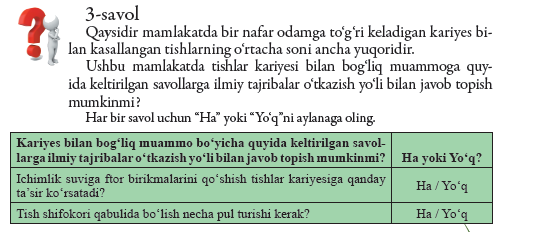 3-savol
Qaysidir mamlakatda bir nafar odamga to‘g‘ri keladigan kariyes bi-
lan kasallangan tishlarning o‘rtacha soni ancha yuqoridir.
Ushbu mamlakatda tishlar kariyesi bilan bog‘liq muammoga quy-
ida keltirilgan savollarga ilmiy tajribalar o‘tkazish yo‘li bilan javob topish
mumkinmi?
Har bir savol uchun “Ha” yoki “Yo‘q”ni aylanaga oling.
Kariyes bilan bog‘liq muammo bo‘yicha quyida keltirilgan savol-
larga ilmiy tajribalar o‘tkazish yo‘li bilan javob topish mumkinmi?
Ha yoki Yo‘q?
Ichimlik suviga ftor birikmalarini qo‘shish tishlar kariyesiga qanday
ta’sir ko‘rsatadi?
Ha / Yo‘q
Tish shifokori qabulida bo‘lish necha pul turishi kerak?
Ha / Yo‘q